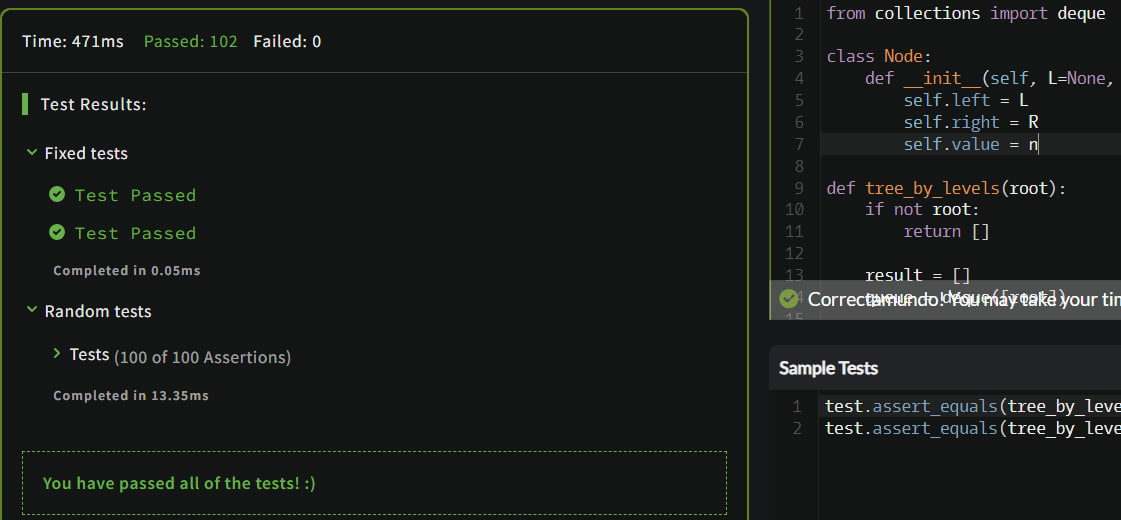 Time: 471ms Passed: 102 Failed: 0
Test Results:
Fixed tests
Test Passed
Test Passed
Completed in 0.05ms
Random tests
Tests (100 of 100 Assertions)
Completed in 13.35ms
You have passed all of the tests! :)
1 from collections import deque
2
3 class Node:
4 def __init__(self, L=None,
5 self.left = L
6 self.right = R
7 self.value = n
8
9 def tree_by_levels(root):
10 if not root:
11 return []
12
13 result = []
14 queue = deque([root])
Correctamundo! You may take your tim
15
Sample Tests
1 test.assert_equals(tree_by_leve
2 test.assert_equals(tree_by_leve